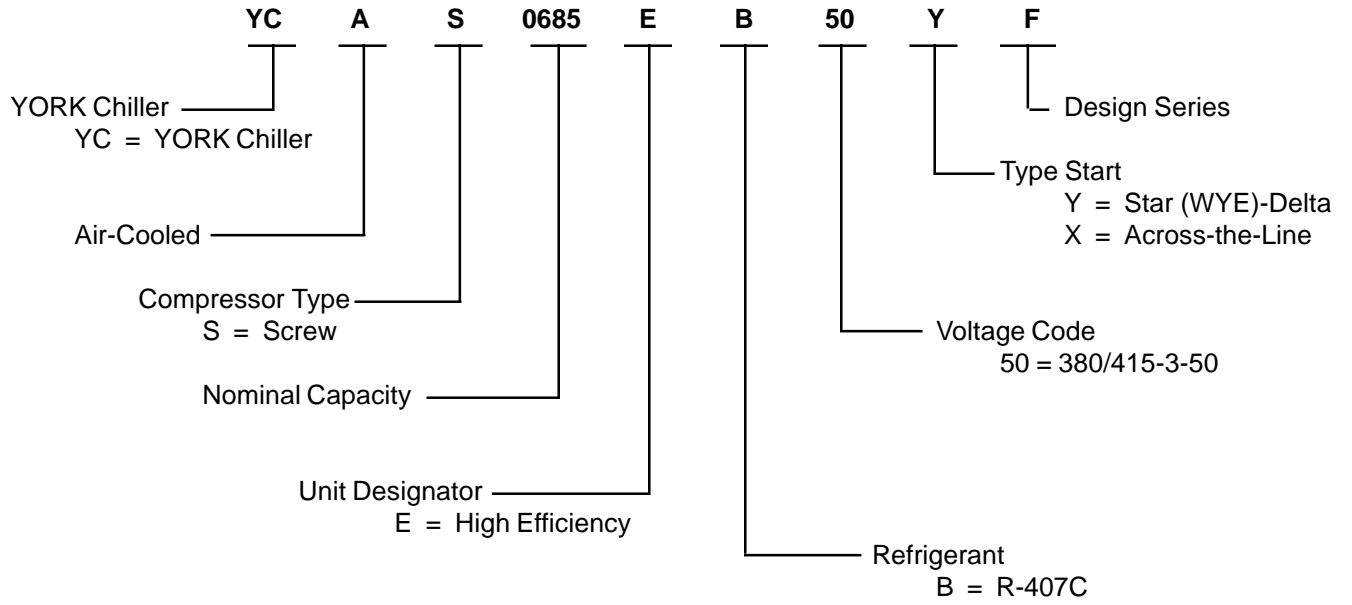 YC A S 0685 E B 50 Y F
YORK Chiller
YC = YORK Chiller
Design Series
Type Start
Y = Star (WYE)-Delta
X = Across-the-Line
Air-Cooled
Compressor Type
S = Screw
Voltage Code
50 = 380/415-3-50
Nominal Capacity
Unit Designator
E = High Efficiency
Refrigerant
B = R-407C